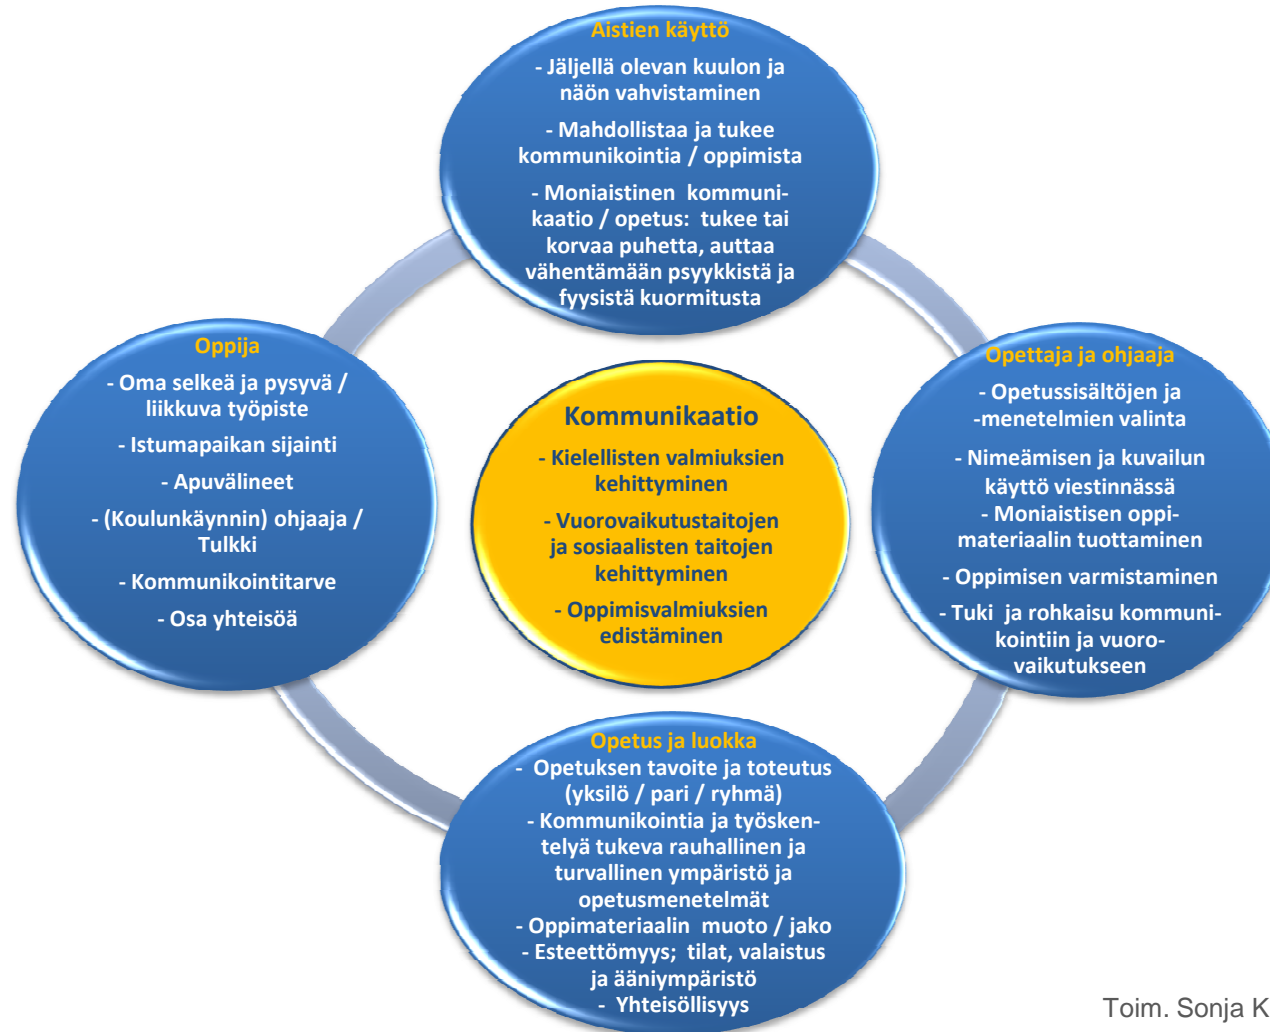 Aistien käyttö
- Jäljellä olevan kuulon ja
näön vahvistaminen
- Mahdollistaa ja tukee
kommunikointia / oppimista
- Moniaistinen kommuni-
kaatio / opetus: tukee tai
korvaa puhetta, auttaa
vähentämään psyykkistä ja
fyysistä kuormitusta
Oppija
- Oma selkeä ja pysyvä /
liikkuva työpiste
- Istumapaikan sijainti
- Apuvälineet
- (Koulunkäynnin) ohjaaja /
Tulkki
- Kommunikointitarve
- Osa yhteisöä
Kommunikaatio
- Kielellisten valmiuksien
kehittyminen
- Vuorovaikutustaitojen
ja sosiaalisten taitojen
kehittyminen
- Oppimisvalmiuksien
edistäminen
Opettaja ja ohjaaja
- Opetussisältöjen ja
-menetelmien valinta
- Nimeämisen ja kuvailun
käyttö viestinnässä
- Moniaistisen oppi-
materiaalin tuottaminen
- Oppimisen varmistaminen
- Tuki ja rohkaisu kommuni-
kointiin ja vuoro-
vaikutukseen
Opetus ja luokka
- Opetuksen tavoite ja toteutus
(yksilö / pari / ryhmä)
- Kommunikointia ja työsken-
telyä tukeva rauhallinen ja
turvallinen ympäristö ja
opetusmenetelmät
- Oppimateriaalin muoto / jako
- Esteettömyys; tilat, valaistus
ja ääniympäristö
- Yhteisöllisyys
Toim. Sonja K